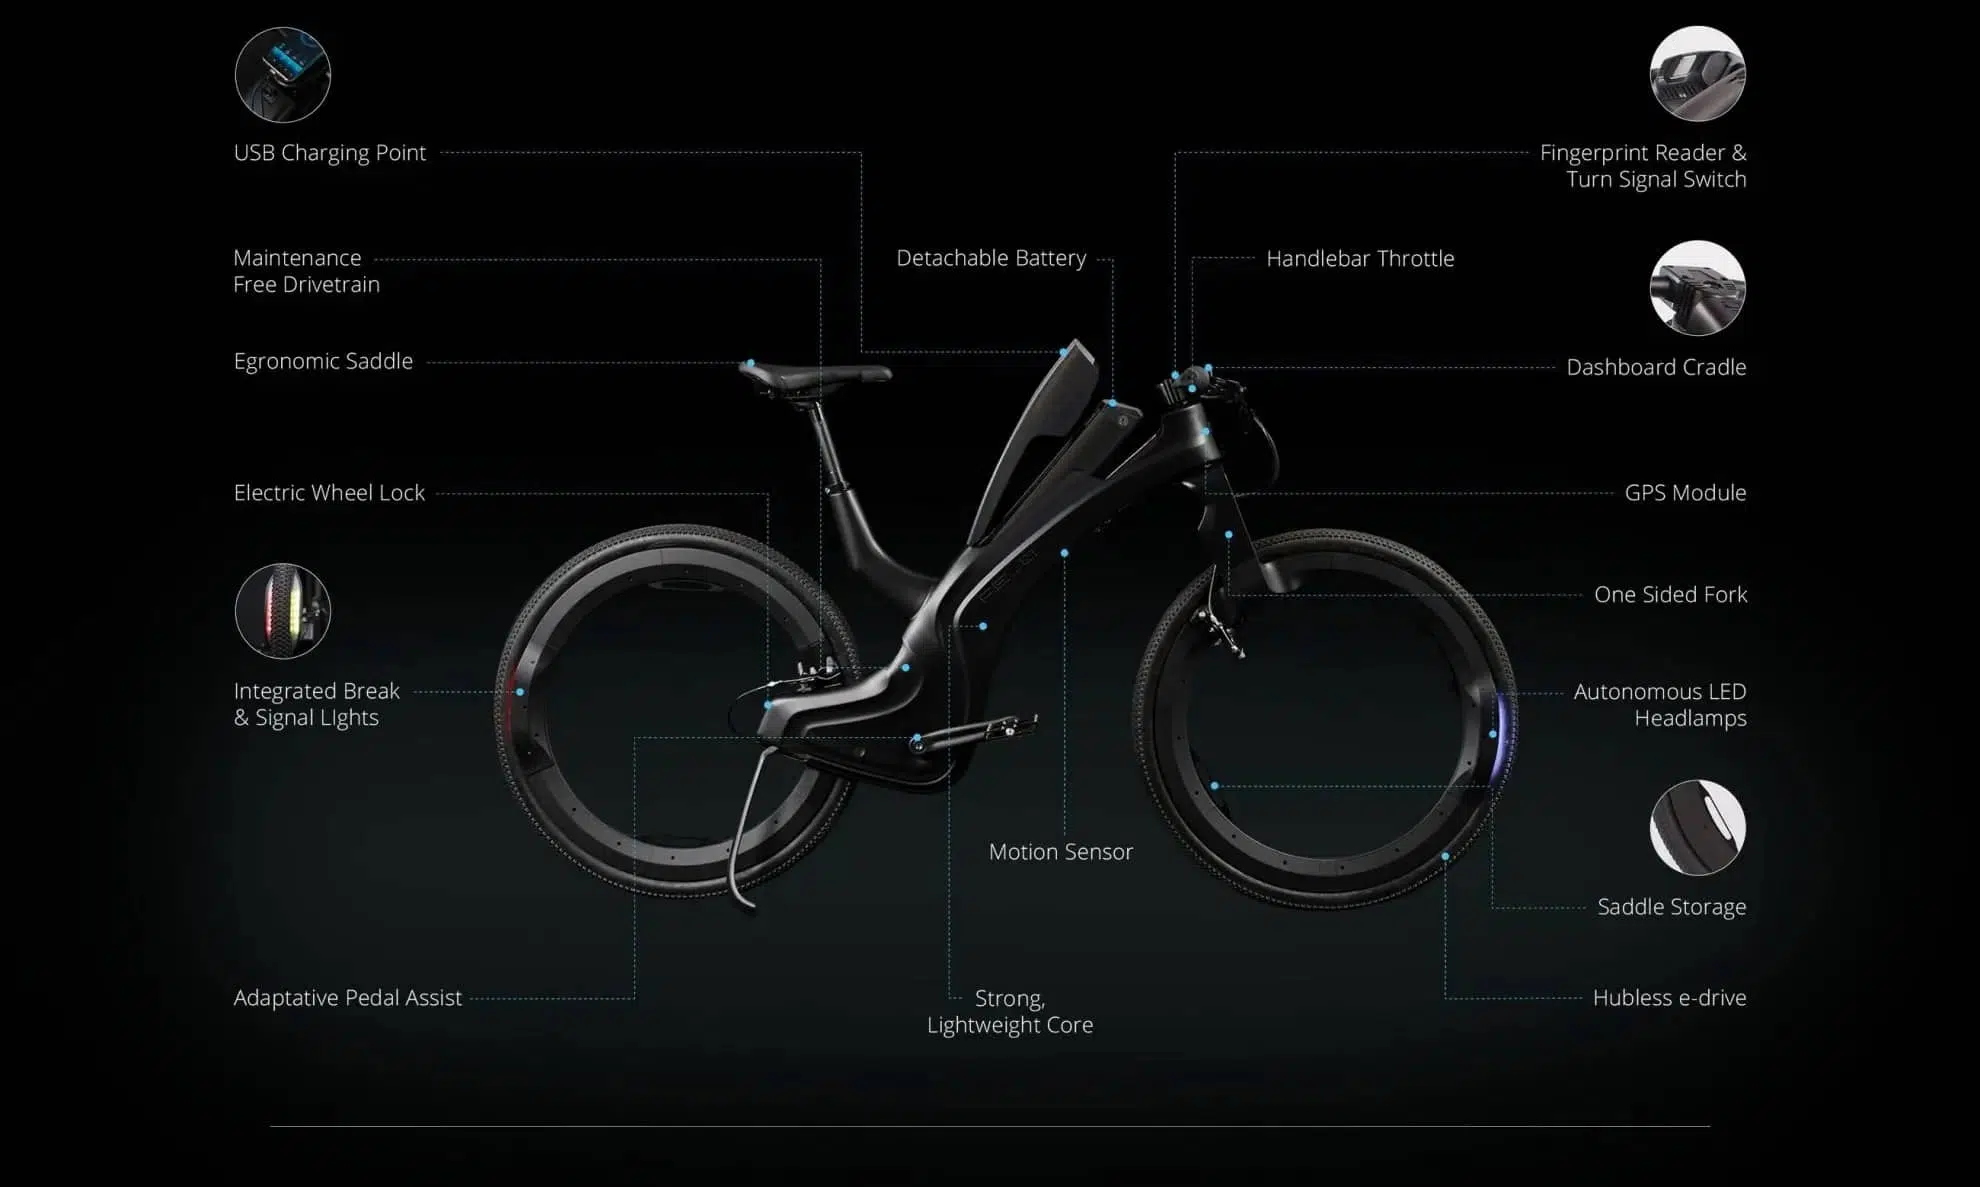 USB Charging Point
Fingerprint Reader &
Turn Signal Switch
Maintenance
Free Drivetrain
Detachable Battery
Handlebar Throttle
Egronomic Saddle
Dashboard Cradle
Electric Wheel Lock
GPS Module
One Sided Fork
Integrated Break
& Signal LIghts
Autonomous LED
Headlamps
Motion Sensor
Saddle Storage
Adaptative Pedal Assist
Strong,
Lightweight Core
Hubless e-drive